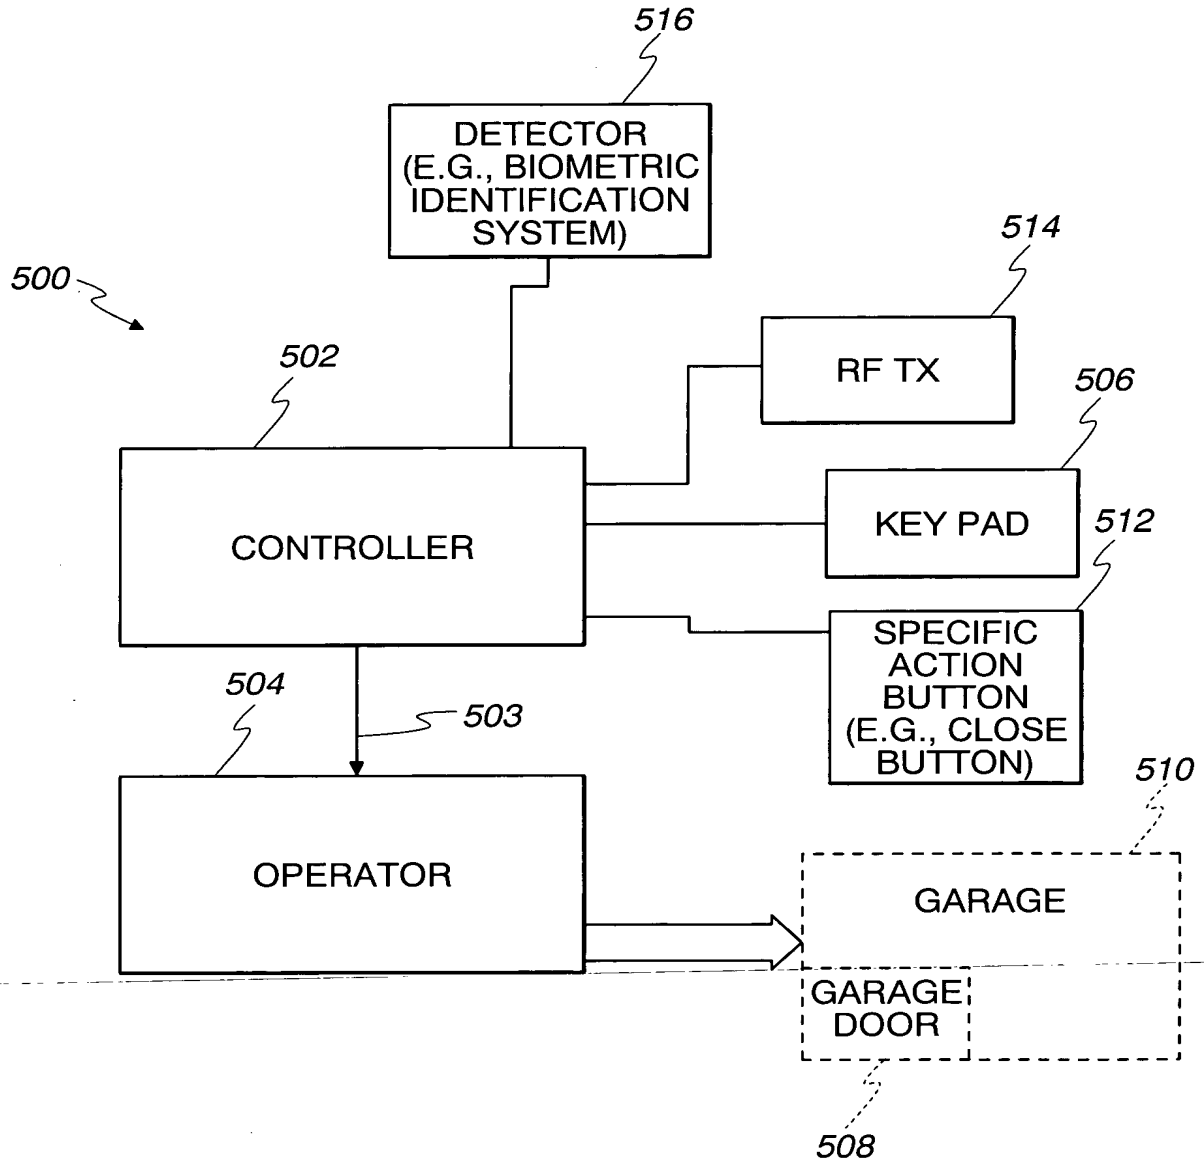 516
DETECTOR
(E.G., BIOMETRIC
IDENTIFICATION
SYSTEM)
514
500
RF TX
502
506
KEY PAD
512
CONTROLLER
SPECIFIC
ACTION
BUTTON
(E.G., CLOSE
BUTTON)
504
503
510
OPERATOR
GARAGE
GARAGE
DOOR
508